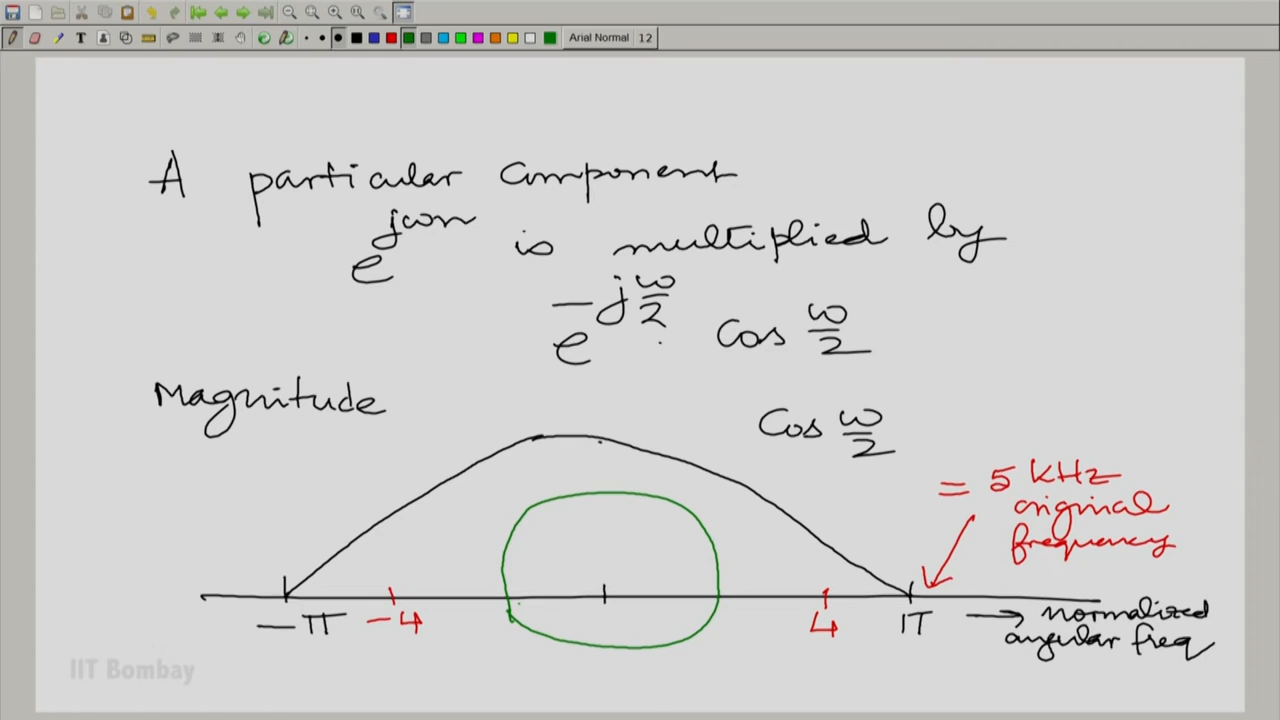 Arial Normal 12
A particular component
e^{jωn} is multiplied by
e^{-jω/2} cos ω/2
Magnitude
cos ω/2
= 5 kHz
original
frequency
-π -4 4 π → normalized
angular freq
IIT Bombay